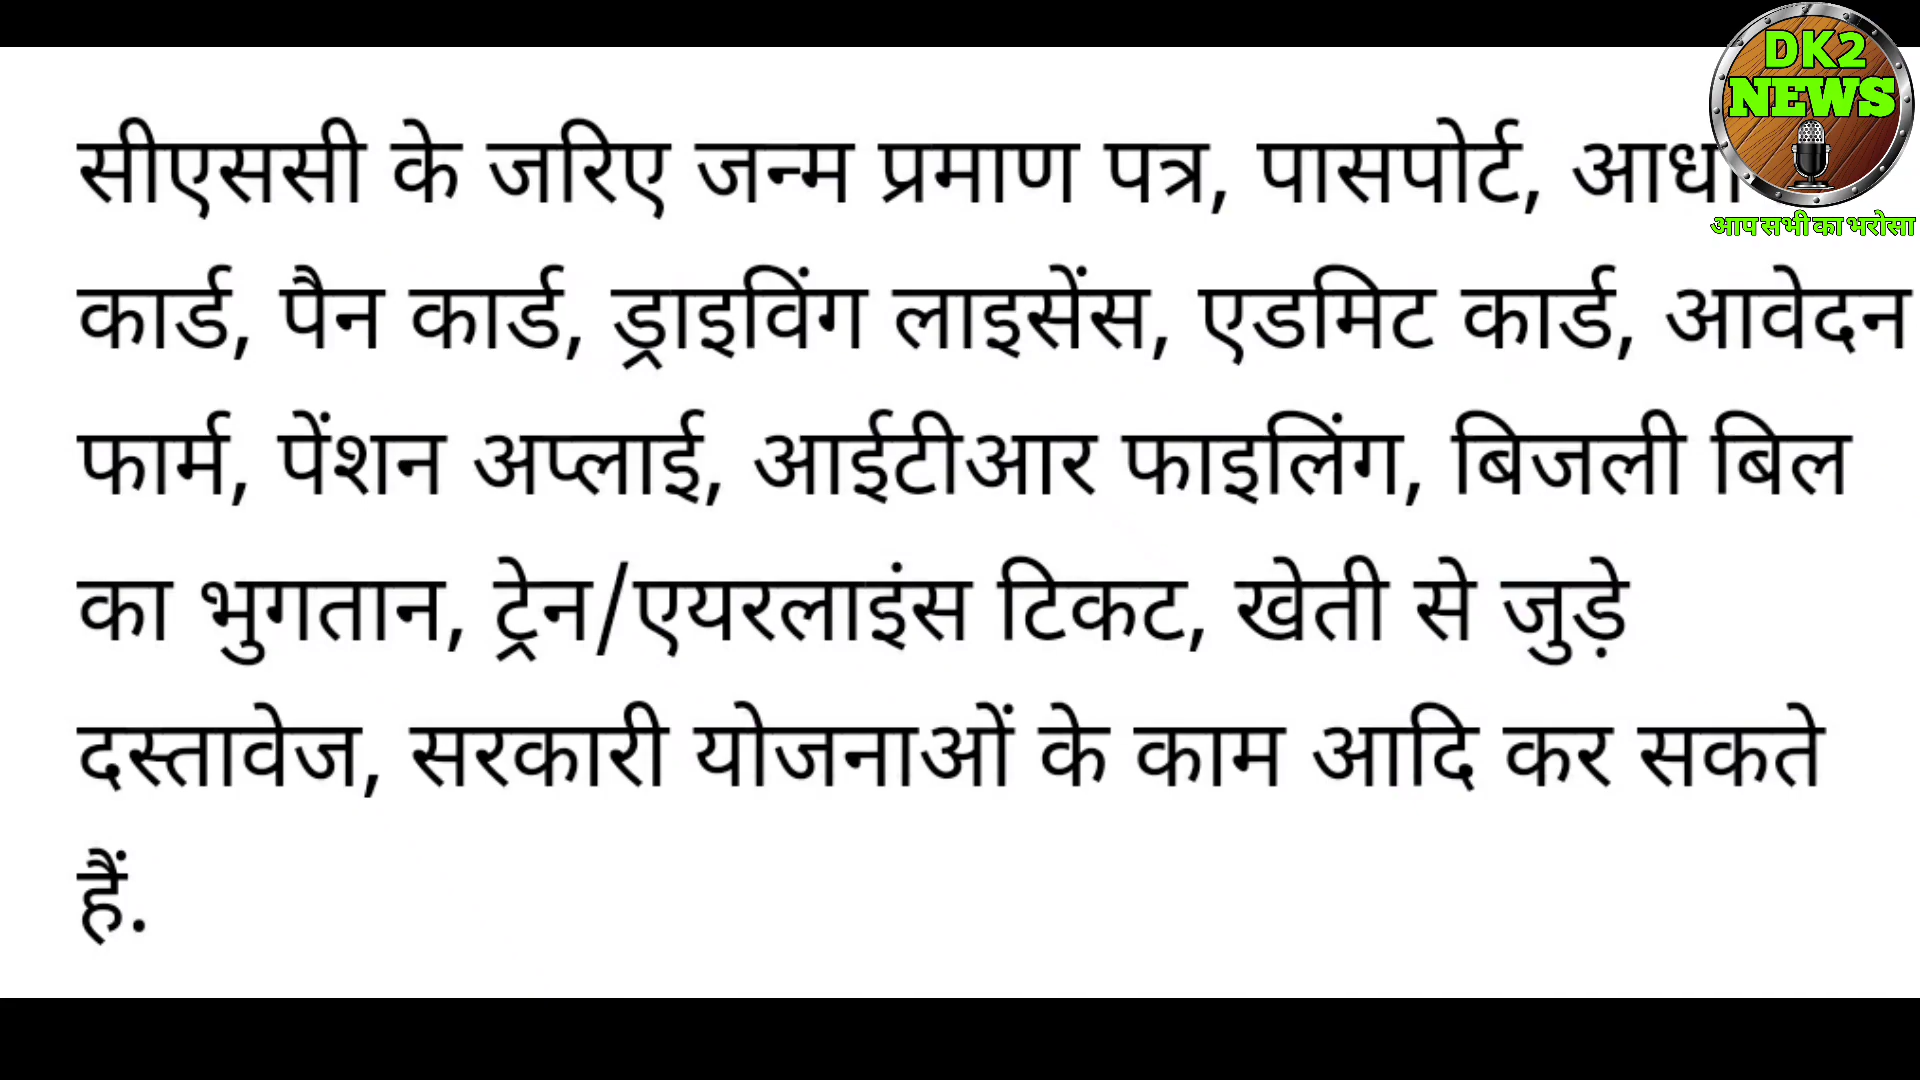 DK2
NEWS
आप सभी का भरोसा
सीएससी के जरिए जन्म प्रमाण पत्र, पासपोर्ट,
कार्ड, पैन कार्ड, ड्राइविंग लाइसेंस, एडमिट कार्ड, आवेदन
फार्म, पेंशन अप्लाई, आईटीआर फाइलिंग, बिजली बिल
का भुगतान, ट्रेन/एयरलाइंस टिकट, खेती से जुड़े
दस्तावेज, सरकारी योजनाओं के काम आदि कर सकते
हैं.